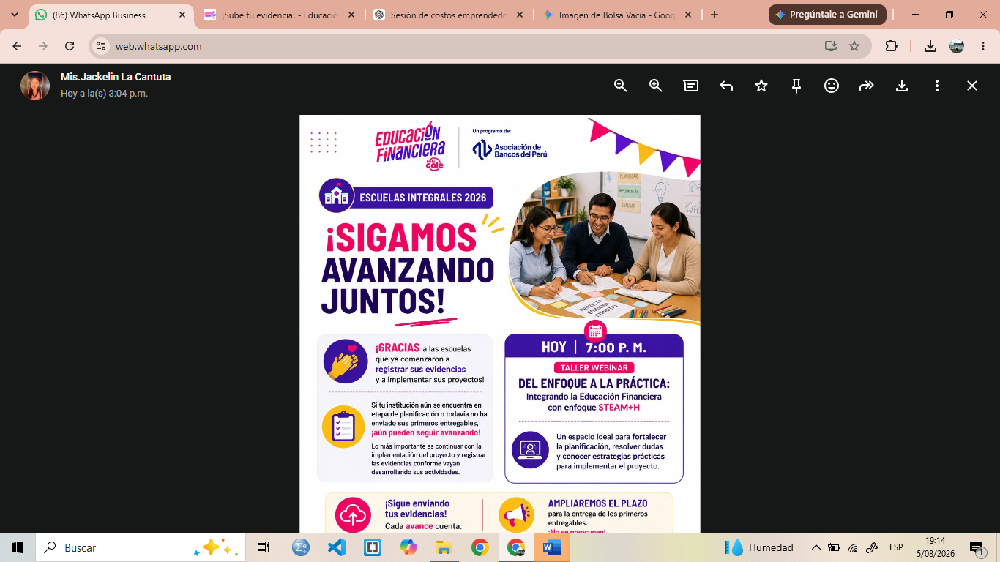 (86) WhatsApp Business
¡Sube tu evidencia! - Educació
Sesión de costos emprendedo
Imagen de Bolsa Vacía - Goog
Pregúntale a Gemini
web.whatsapp.com
Mis.Jackelin La Cantuta
Hoy a la(s) 3:04 p.m.
EDUCACIÓN
FINANCIERA
en tu
cole
Un programa de:
Asociación de
Bancos del Perú
ESCUELAS INTEGRALES 2026
¡SIGAMOS
AVANZANDO
JUNTOS!
PLANIFICAR
IMPLEMENTAR
EVALUAR
PROYECTO
¡GRACIAS a las escuelas
que ya comenzaron a
registrar sus evidencias
y a implementar sus proyectos!
Si tu institución aún se encuentra en
etapa de planificación o todavía no ha
enviado sus primeros entregables,
¡aún pueden seguir avanzando!
Lo más importante es continuar con la
implementación del proyecto y registrar
las evidencias conforme vayan
desarrollando sus actividades.
HOY | 7:00 P. M.
TALLER WEBINAR
DEL ENFOQUE A LA PRÁCTICA:
Integrando la Educación Financiera
con enfoque STEAM+H
Un espacio ideal para fortalecer
la planificación, resolver dudas
y conocer estrategias prácticas
para implementar el proyecto.
¡Sigue enviando
tus evidencias!
Cada avance cuenta.
AMPLIAREMOS EL PLAZO
para la entrega de los primeros
entregables.
¡No se preocupen!
Buscar
Humedad
ESP
19:14
5/08/2026
1